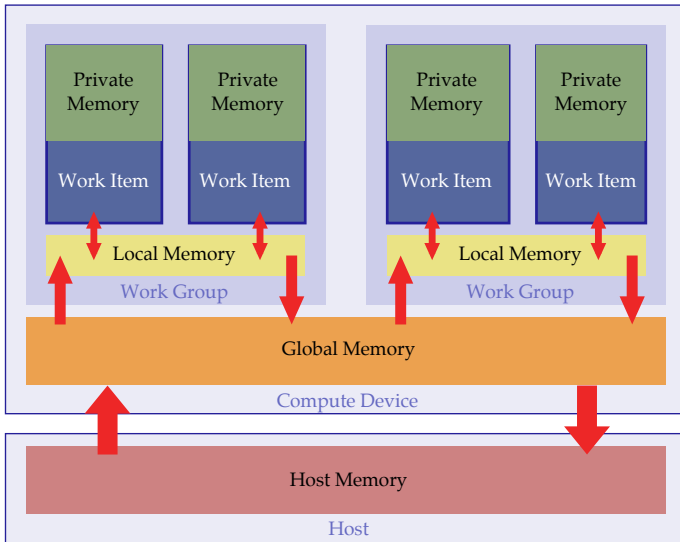 Private
Memory
Work Item
Private
Memory
Work Item
Local Memory
Work Group
Private
Memory
Work Item
Private
Memory
Work Item
Local Memory
Work Group
Global Memory
Compute Device
Host Memory
Host